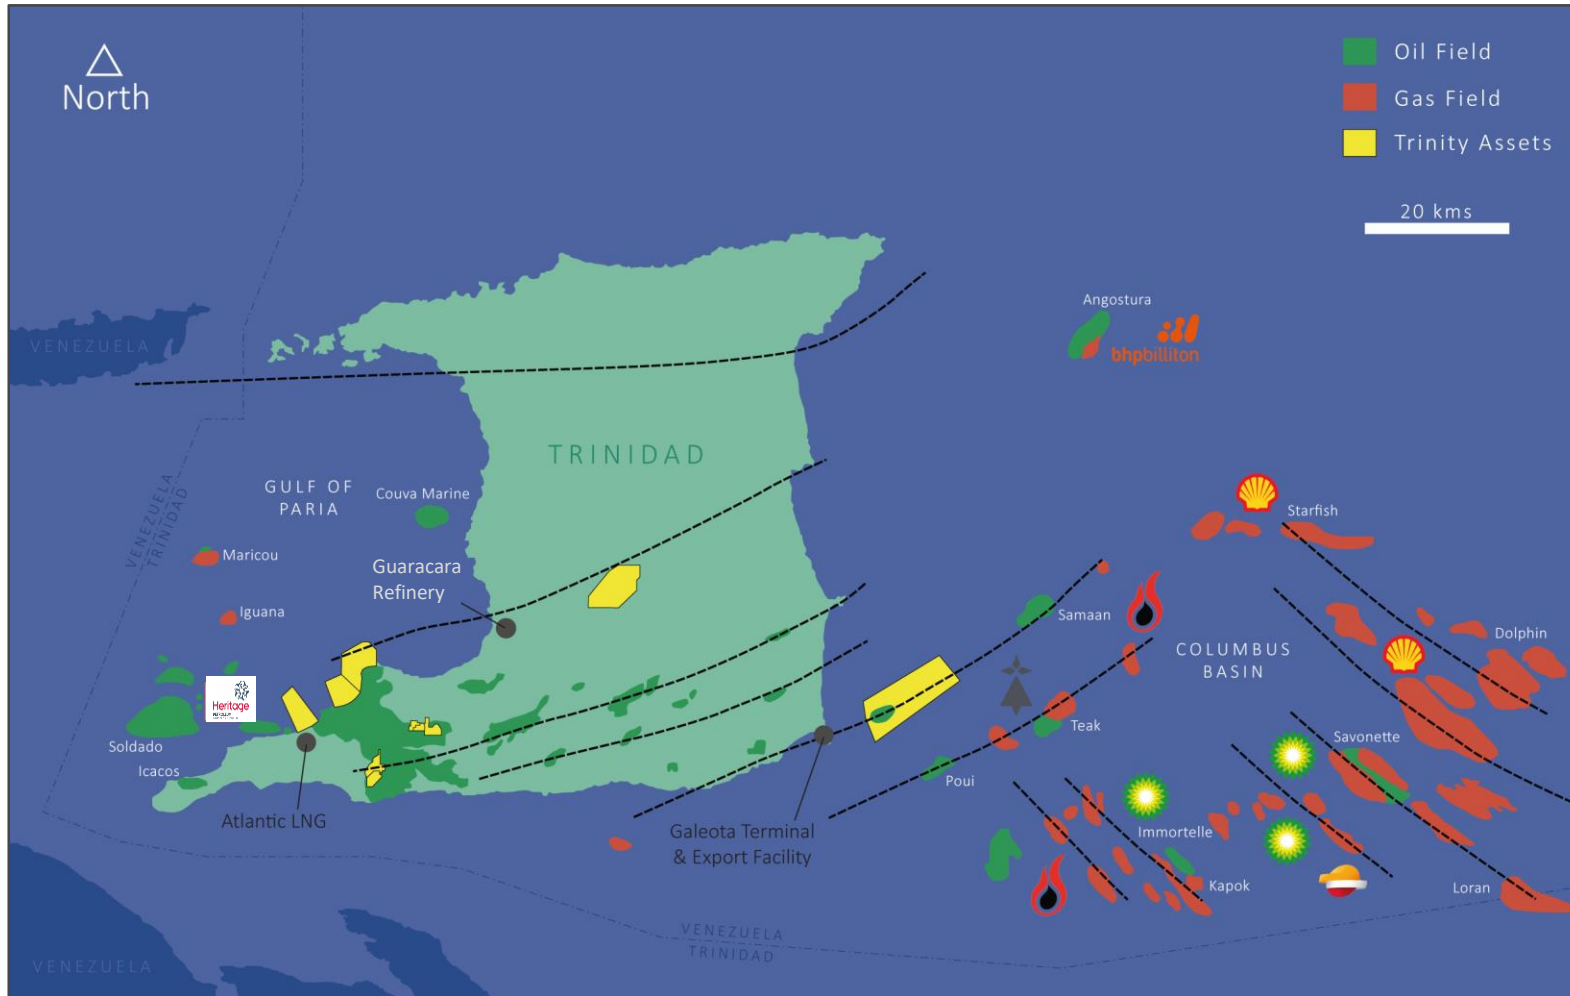 North
Oil Field
Gas Field
Trinity Assets
20 kms
Angostura
bhpbilliton
VENEZUELA
TRINIDAD
GULF OF
PARIA
Couva Marine
Starfish
VENEZUELA
TRINIDAD
Maricou
Guaracara
Refinery
Iguana
Samaan
COLUMBUS
BASIN
Dolphin
Heritage
Soldado
Teak
Savonette
Icacos
Poui
Atlantic LNG
Galeota Terminal
& Export Facility
Immortelle
Kapok
Loran
VENEZUELA
TRINIDAD
VENEZUELA